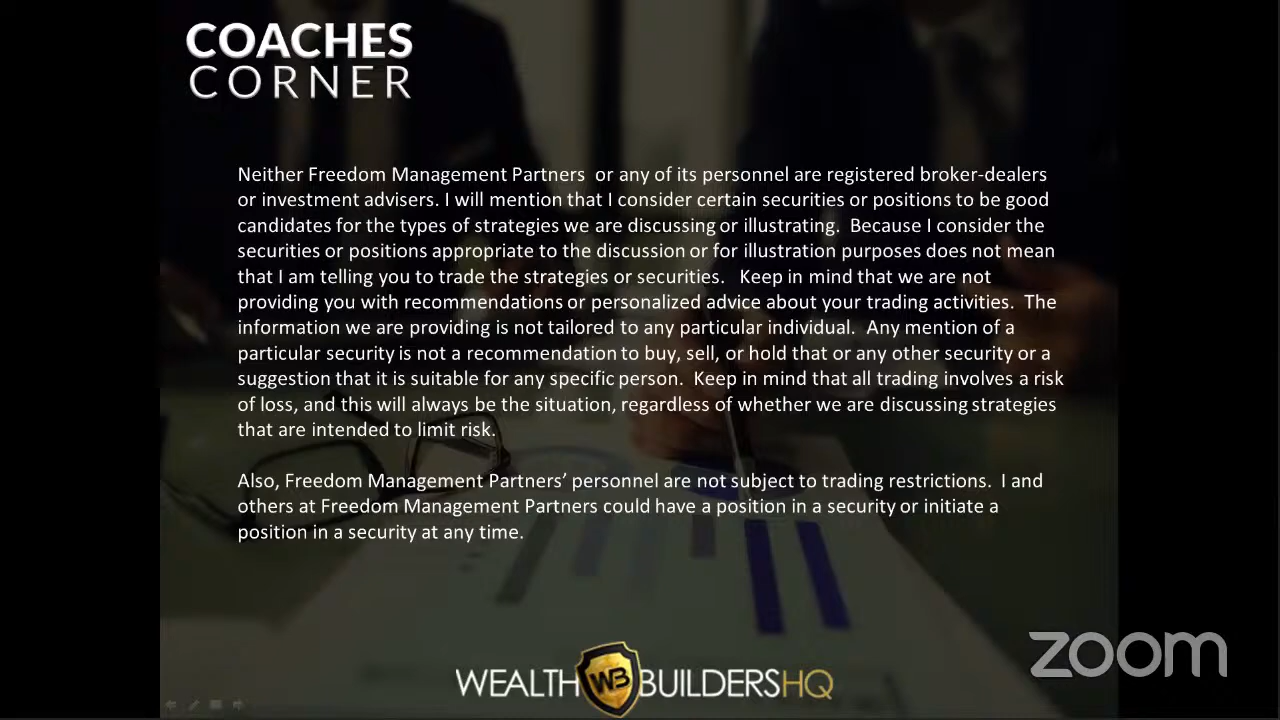 COACHES
CORNER
Neither Freedom Management Partners or any of its personnel are registered broker-dealers
or investment advisers. I will mention that I consider certain securities or positions to be good
candidates for the types of strategies we are discussing or illustrating. Because I consider the
securities or positions appropriate to the discussion or for illustration purposes does not mean
that I am telling you to trade the strategies or securities. Keep in mind that we are not
providing you with recommendations or personalized advice about your trading activities. The
information we are providing is not tailored to any particular individual. Any mention of a
particular security is not a recommendation to buy, sell, or hold that or any other security or a
suggestion that it is suitable for any specific person. Keep in mind that all trading involves a risk
of loss, and this will always be the situation, regardless of whether we are discussing strategies
that are intended to limit risk.
Also, Freedom Management Partners’ personnel are not subject to trading restrictions. I and
others at Freedom Management Partners could have a position in a security or initiate a
position in a security at any time.
zoom
WEALTH WB BUILDERSHQ